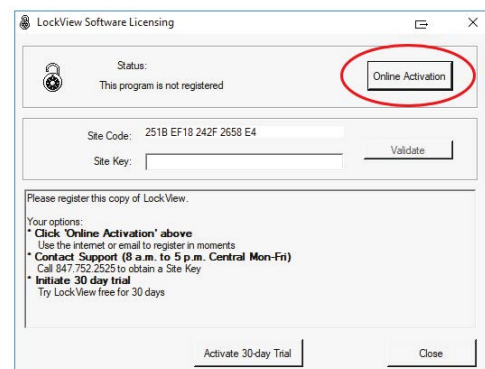 LockView Software Licensing
Status:
This program is not registered
Online Activation
Site Code: 251B EF18 242F 2658 E4
Site Key:
Validate
Please register this copy of LockView.
Your options:
* Click 'Online Activation' above
Use the internet or email to register in moments
* Contact Support (8 a.m. to 5 p.m. Central Mon-Fri)
Call 847.752.2525 to obtain a Site Key
* Initiate 30 day trial
Try LockView free for 30 days
Activate 30-day Trial
Close